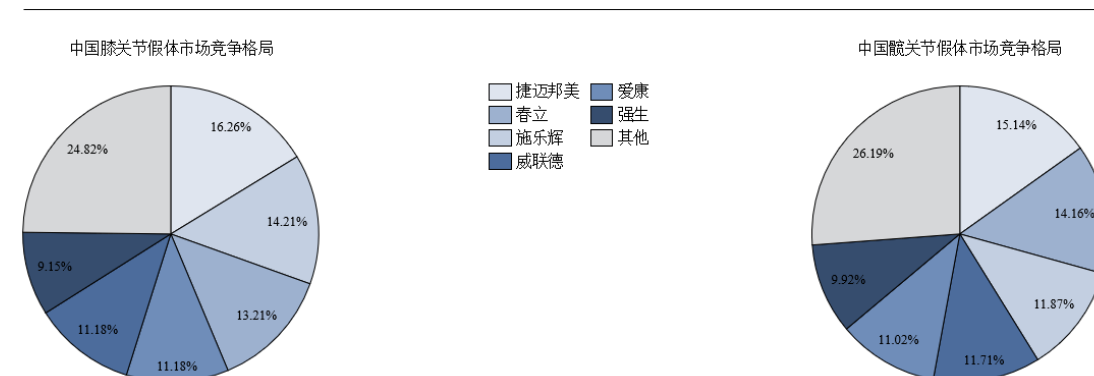 中国膝关节假体市场竞争格局
16.26%
14.21%
13.21%
11.18%
11.18%
9.15%
24.82%
捷迈邦美
春立
施乐辉
威联德
爱康
强生
其他
中国髋关节假体市场竞争格局
15.14%
14.16%
11.87%
11.71%
11.02%
9.92%
26.19%